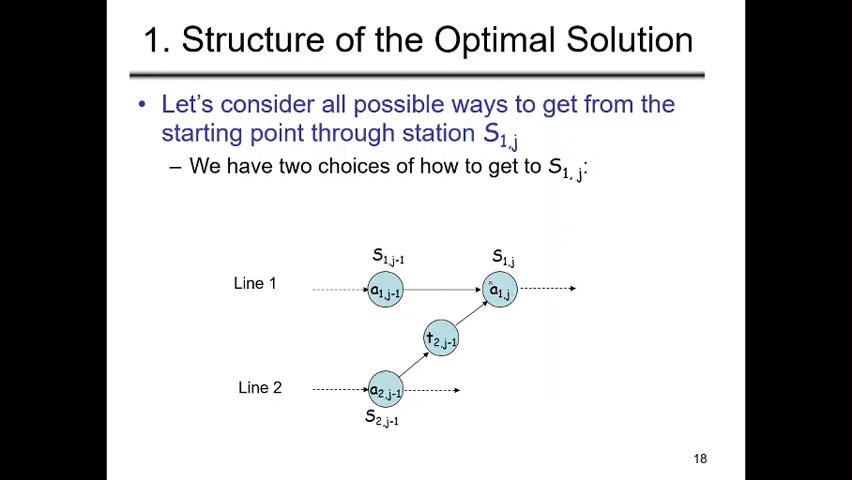 1. Structure of the Optimal Solution
• Let's consider all possible ways to get from the
starting point through station S1,j
– We have two choices of how to get to S1, j:
S1,j-1
S1,j
Line 1
a1,j-1
a1,j
t2,j-1
Line 2
a2,j-1
S2,j-1
18